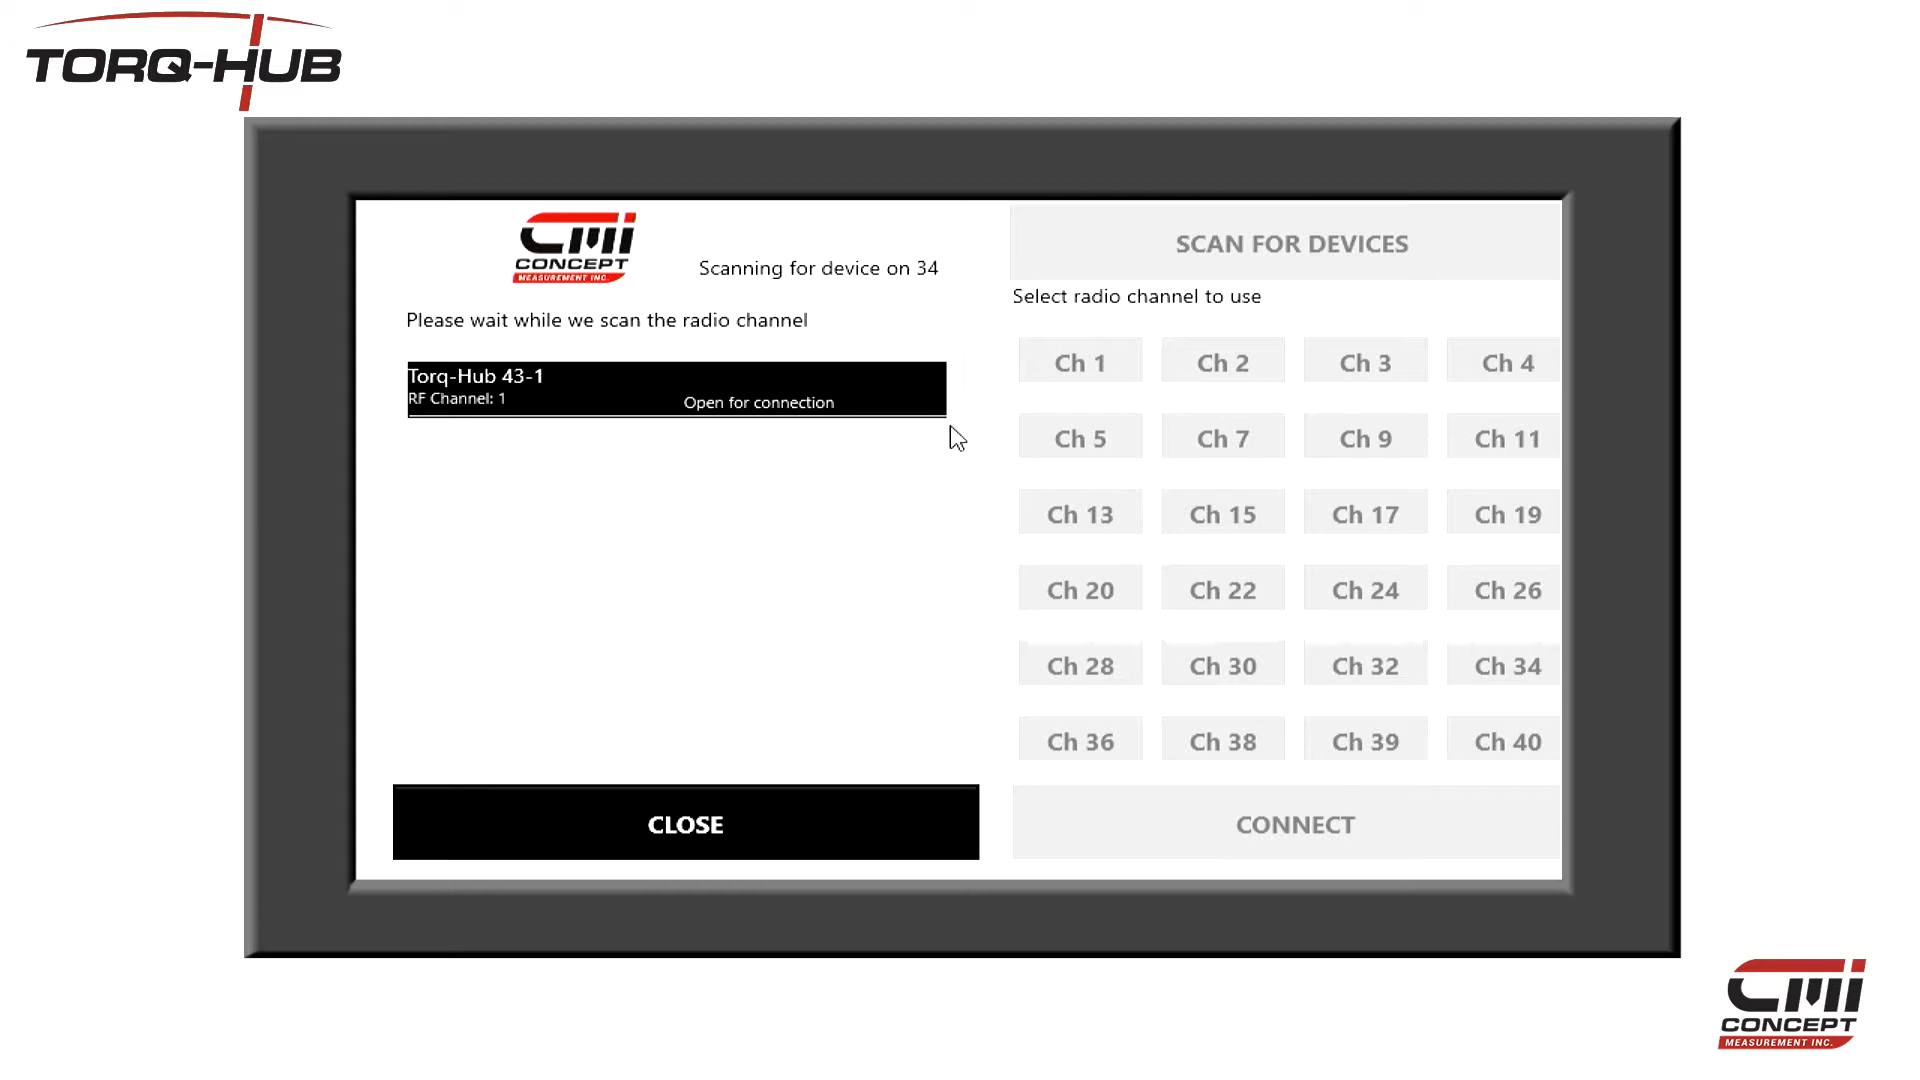 TORQ-HUB
CMI
CONCEPT
MEASUREMENT INC.
Scanning for device on 34
Please wait while we scan the radio channel
Torq-Hub 43-1
RF Channel: 1
Open for connection
CLOSE
SCAN FOR DEVICES
Select radio channel to use
Ch 1 Ch 2 Ch 3 Ch 4
Ch 5 Ch 7 Ch 9 Ch 11
Ch 13 Ch 15 Ch 17 Ch 19
Ch 20 Ch 22 Ch 24 Ch 26
Ch 28 Ch 30 Ch 32 Ch 34
Ch 36 Ch 38 Ch 39 Ch 40
CONNECT
CMI
CONCEPT
MEASUREMENT INC.